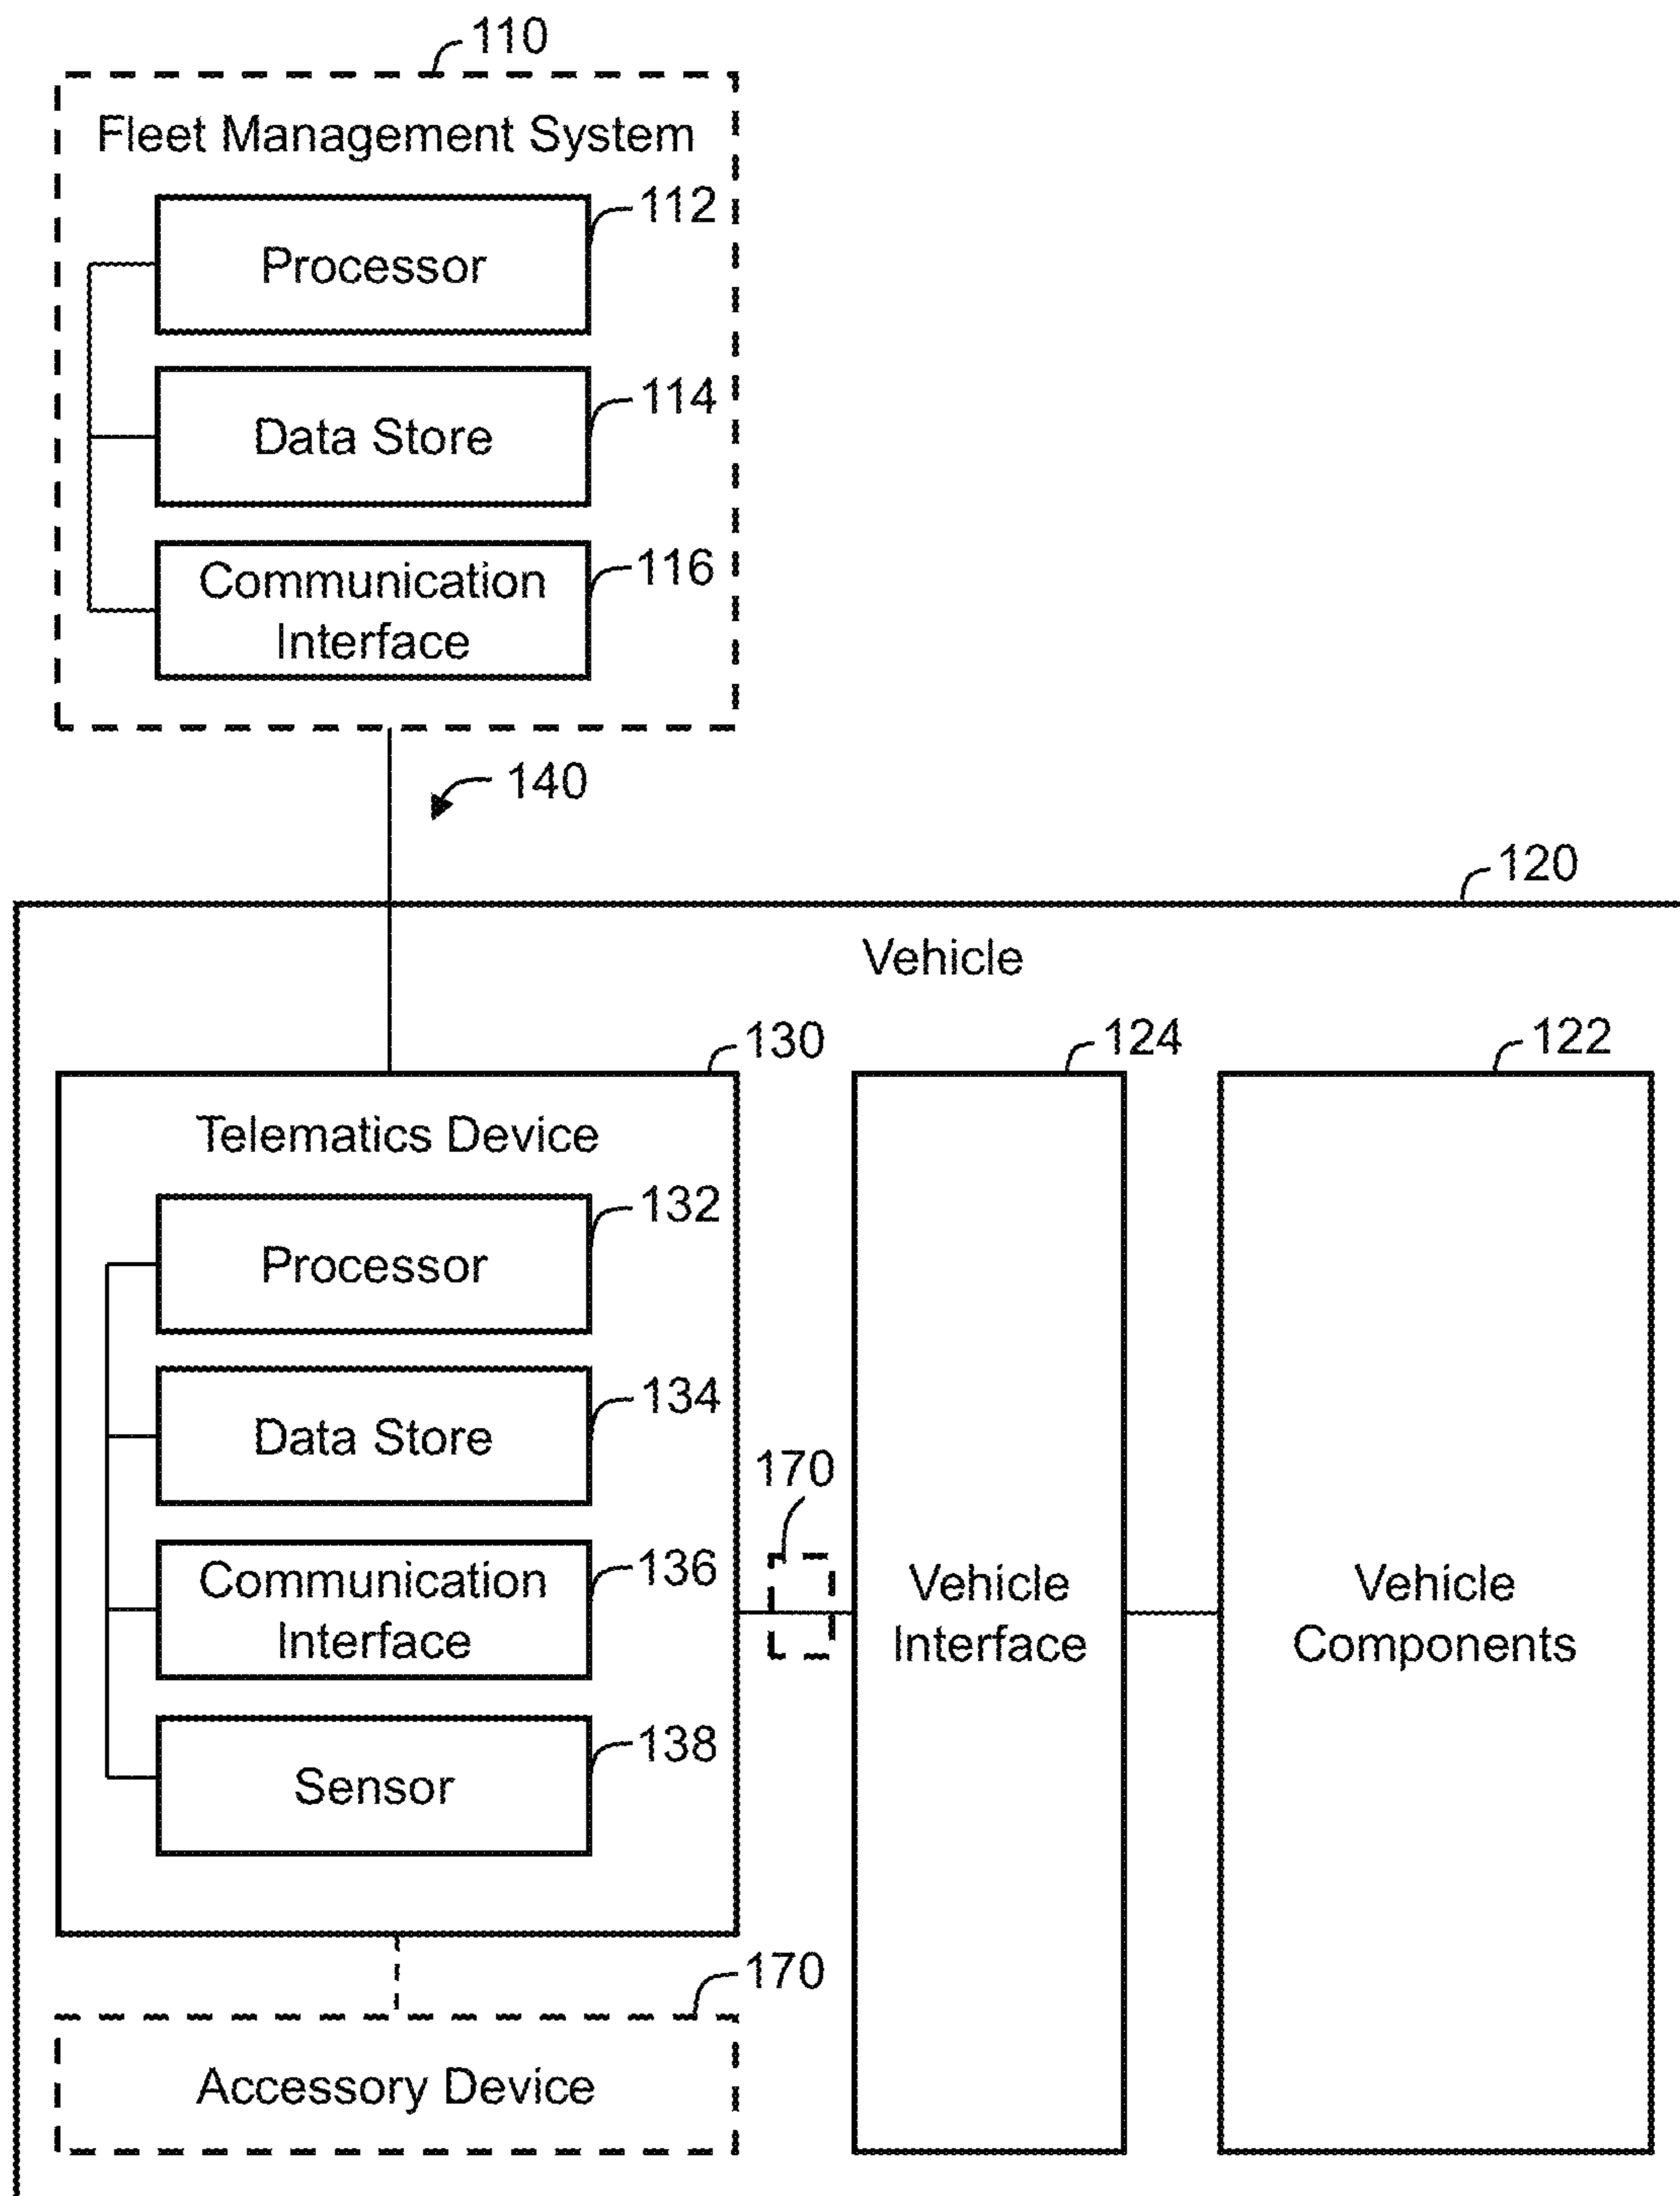 110
Fleet Management System
112
Processor
114
Data Store
116
Communication
Interface
140
120
Vehicle
130
124
122
Telematics Device
132
Processor
134
Data Store
170
136
Communication
Interface
Vehicle
Interface
Vehicle
Components
138
Sensor
170
Accessory Device